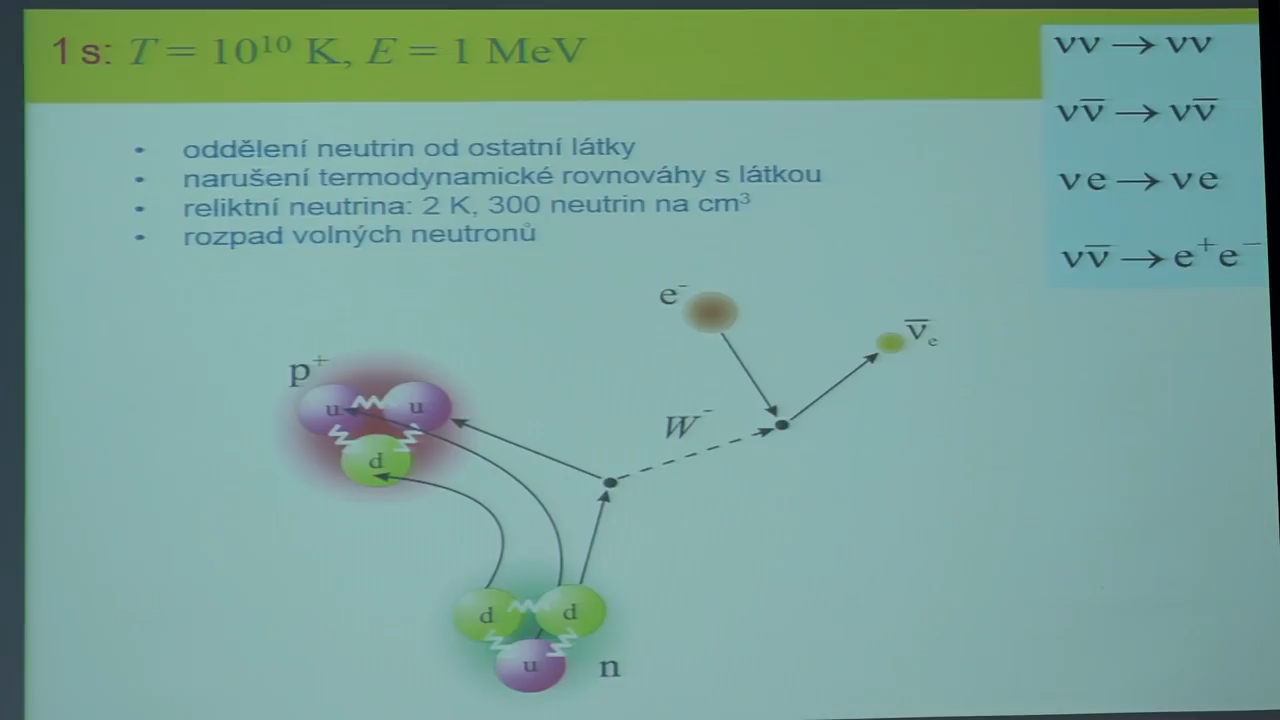 1 s: T = 10¹⁰ K, E = 1 MeV
νν → νν
νν̅ → νν̅
νe → νe
νν̅ → e⁺e⁻
• oddělení neutrin od ostatní látky
• narušení termodynamické rovnováhy s látkou
• reliktní neutrina: 2 K, 300 neutrin na cm³
• rozpad volných neutronů
e⁻
ν̅ₑ
p⁺
u u
W⁻
d
d d
u n